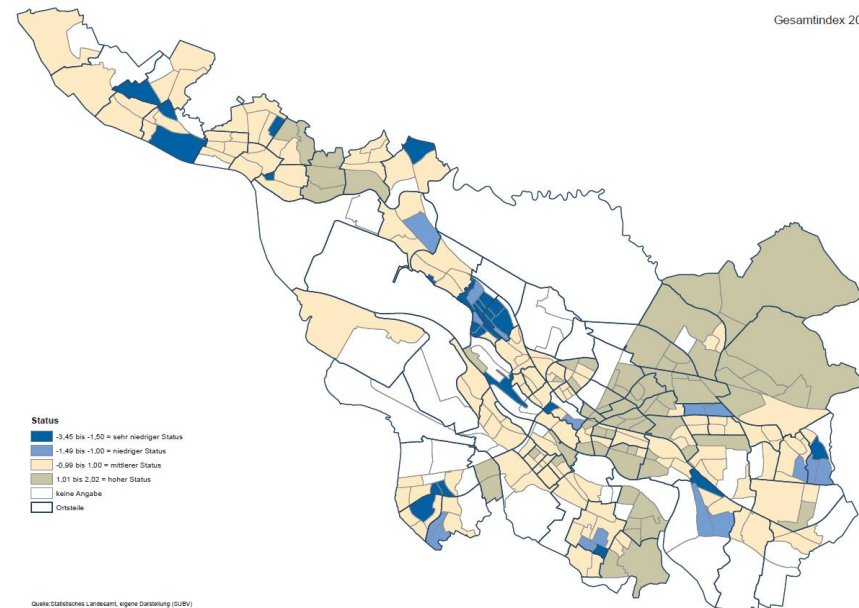 Gesamtindex 20
Status
-3,45 bis -1,50 = sehr niedriger Status
-1,49 bis -1,00 = niedriger Status
-0,99 bis 1,00 = mittlerer Status
1,01 bis 2,02 = hoher Status
keine Angabe
Ortsteile
Quelle:Statistisches Landesamt, eigene Darstellung (SUBV)